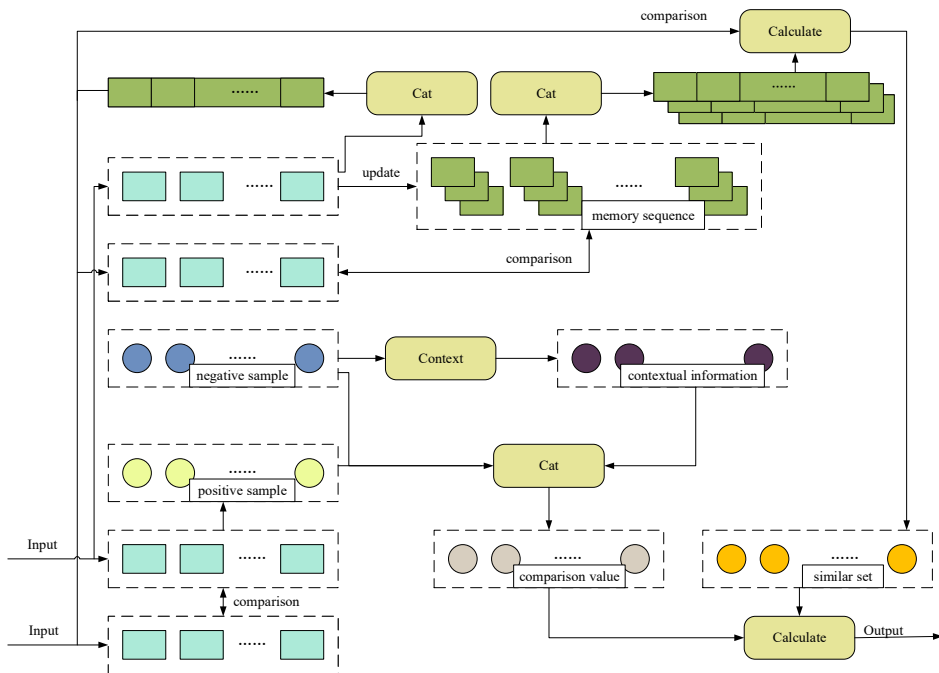 comparison
Calculate
......
Cat
Cat
......
......
update
......
memory sequence
......
comparison
......
negative sample
Context
......
contextual information
......
positive sample
Cat
Input
......
......
comparison value
......
similar set
comparison
Input
......
Calculate
Output